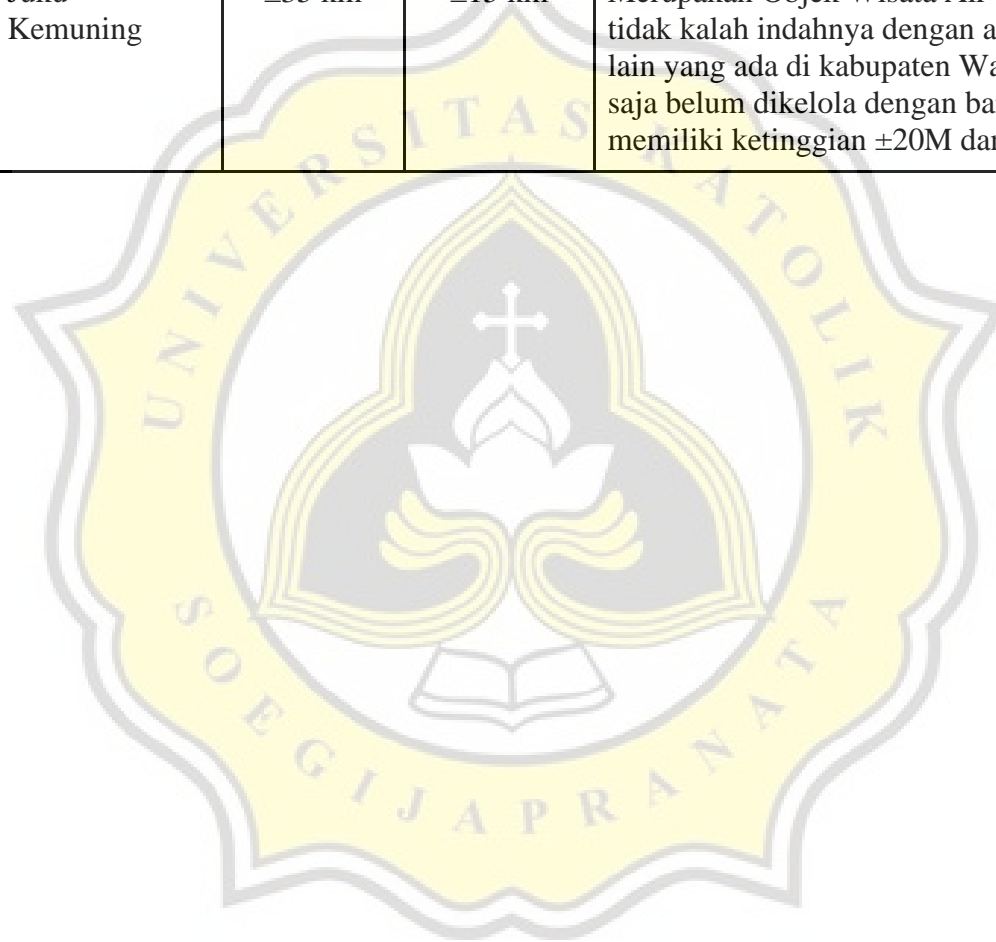 Kemuning
tidak kalah indahnya dengan a
lain yang ada di kabupaten Wa
saja belum dikelola dengan ba
memiliki ketinggian ±20M dan
UNIVERSITAS KATOLIK
SOEGIJAPRANATA